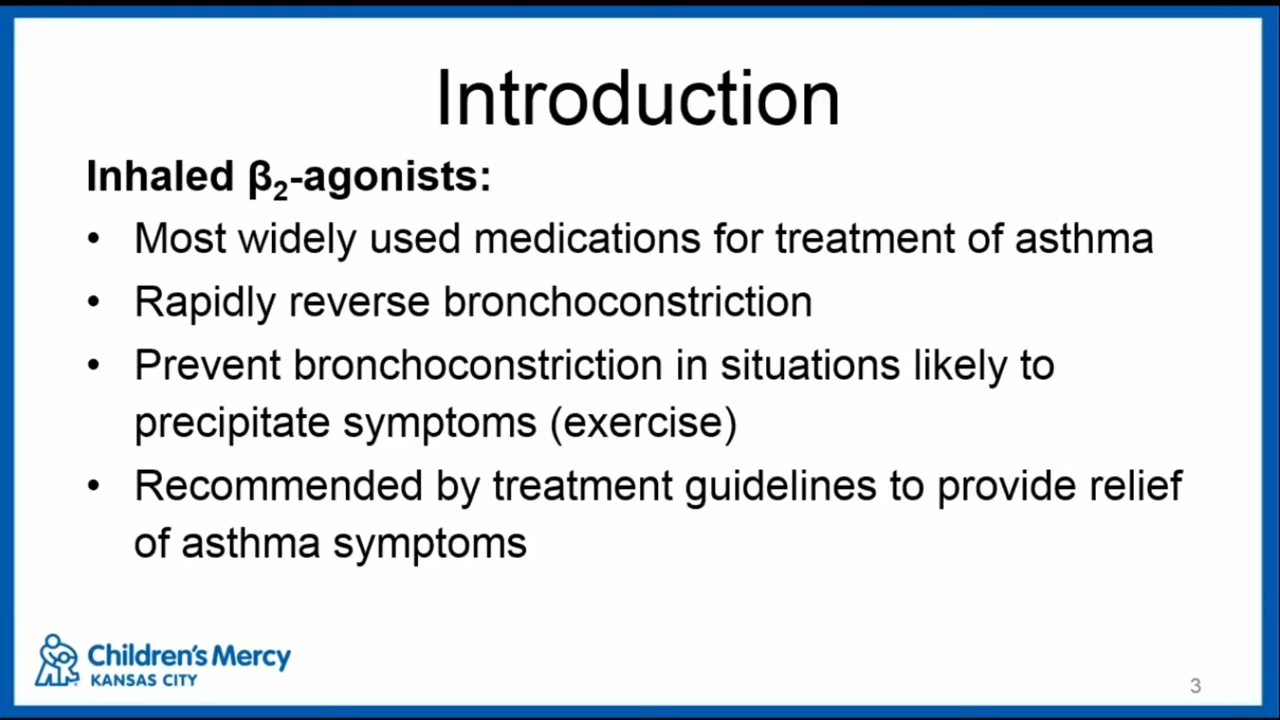 Introduction
Inhaled β₂-agonists:
• Most widely used medications for treatment of asthma
• Rapidly reverse bronchoconstriction
• Prevent bronchoconstriction in situations likely to
precipitate symptoms (exercise)
• Recommended by treatment guidelines to provide relief
of asthma symptoms
Children's Mercy
KANSAS CITY
3